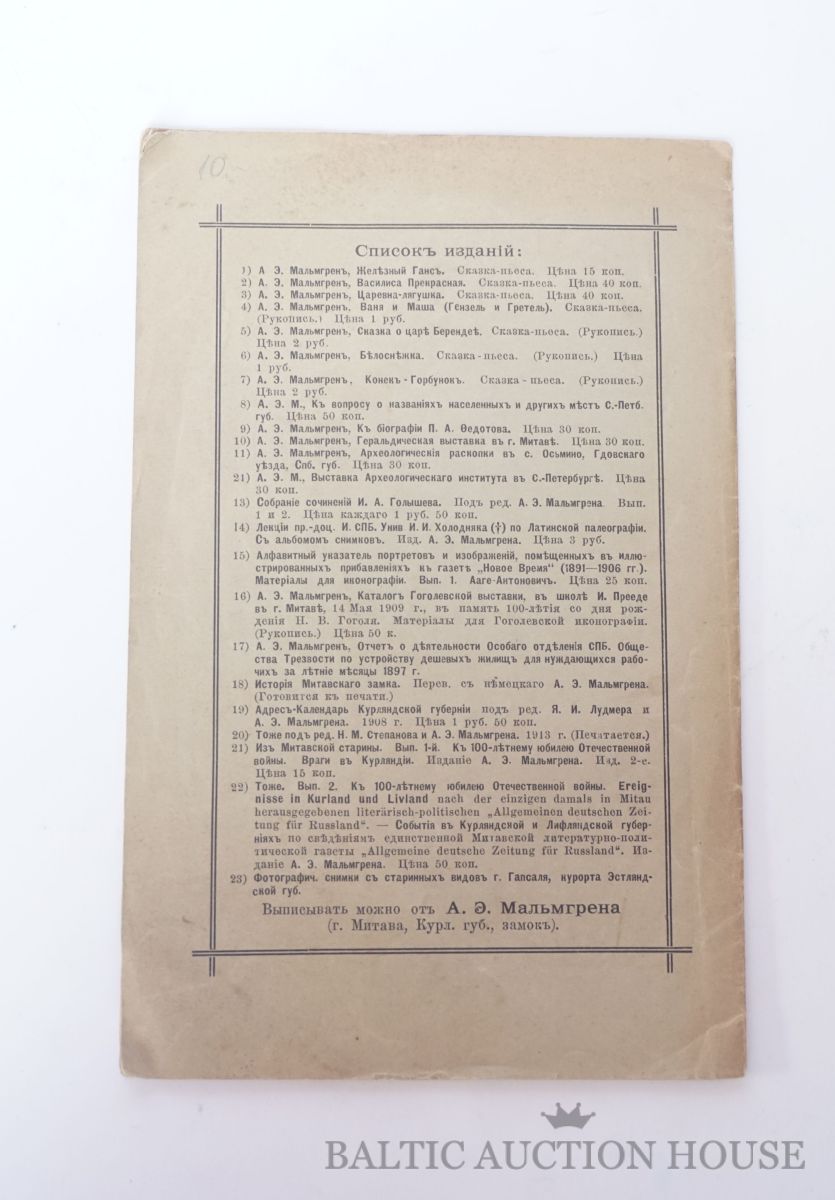 10.-
Списокъ изданій:
1) А Э. Мальмгренъ, Желѣзный Гансъ. Сказка-пьеса. Цѣна 15 коп.
2) А. Э. Мальмгренъ, Василиса Прекрасная. Сказка-пьеса. Цѣна 40 коп.
3) А. Э. Мальмгренъ, Царевна-лягушка. Сказка-пьеса. Цѣна 40 коп.
4) А. Э. Мальмгренъ. Ваня и Маша (Гензель и Гретель). Сказка-пьеса.
(Рукопись.) Цѣна 1 руб.
5) А. Э. Мальмгренъ, Сказка о царѣ Берендеѣ. Сказка-пьеса. (Рукопись.)
Цѣна 2 руб.
6) А. Э. Мальмгренъ, Бѣлоснѣжка. Сказка-пьеса. (Рукопись.) Цѣна
1 руб.
7) А. Э. Мальмгренъ, Конекъ-Горбунокъ. Сказка-пьеса. (Рукопись.)
Цѣна 2 руб.
8) А. Э. М., Къ вопросу о названіяхъ населенныхъ и другихъ мѣстъ С.-Петб.
губ. Цѣна 50 коп.
9) А. Э. Мальмгренъ, Къ біографіи П. А. Ѳедотова. Цѣна 30 коп.
10) А. Э. Мальмгренъ, Геральдическая выставка въ г. Митавѣ. Цѣна 30 коп.
11) А. Э. Мальмгренъ, Археологическія раскопки въ с. Осьмино, Гдовскаго
уѣзда, Спб. губ. Цѣна 30 коп.
21) А. Э. М., Выставка Археологическаго института въ С.-Петербургѣ. Цѣна
30 коп.
13) Собраніе сочиненій И. А. Голышева. Подъ ред. А. Э. Мальмгрена. Вып.
1 и 2. Цѣна каждаго 1 руб. 50 коп.
14) Лекціи пр.-доц. И. СПБ. Унив И. И. Холодняка (†) по Латинской палеографіи.
Съ альбомомъ снимковъ. Изд. А. Э. Мальмгрена. Цѣна 3 руб.
15) Алфавитный указатель портретовъ и изображеній, помѣщенныхъ въ иллю-
стрированныхъ прибавленіяхъ къ газетѣ „Новое Время“ (1891—1906 гг.).
Матеріалы для иконографіи. Вып. 1. Ааге-Антоновичъ. Цѣна 25 коп.
16) А. Э. Мальмгренъ, Каталогъ Гоголевской выставки, въ школѣ И. Прееде
въ г. Митавѣ, 14 Мая 1909 г., въ память 100-лѣтія со дня рож-
денія Н. В. Гоголя. Матеріалы для Гоголевской иконографіи.
(Рукопись.) Цѣна 50 к.
17) А. Э. Мальмгренъ, Отчетъ о дѣятельности Особаго отдѣленія СПБ. Обще-
ства Трезвости по устройству дешевыхъ жилищъ для нуждающихся рабо-
чихъ за лѣтніе мѣсяцы 1897 г.
18) Исторія Митавскаго замка. Перев. съ нѣмецкаго А. Э. Мальмгрена.
(Готовится къ печати.)
19) Адресъ-Календарь Курляндской губерніи подъ ред. Я. И. Лудмера и
А. Э. Мальмгрена. 1908 г. Цѣна 1 руб. 50 коп.
20) Тоже подъ ред. Н. М. Степанова и А. Э. Мальмгрена. 1913 г. (Печатается.)
21) Изъ Митавской старины. Вып. 1-й. Къ 100-лѣтнему юбилею Отечественной
войны. Враги въ Курляндіи. Изданіе А. Э. Мальмгрена. Изд. 2-е.
Цѣна 15 коп.
22) Тоже. Вып. 2. Къ 100-лѣтнему юбилею Отечественной войны. Ereig-
nisse in Kurland und Livland nach der einzigen damals in Mitau
herausgegebenen literärisch-politischen „Allgemeinen deutschen Zei-
tung für Russland“. — Событія въ Курляндской и Лифляндской губер-
ніяхъ по свѣдѣніямъ единственной Митавской литературно-поли-
тической газеты „Allgemeine deutsche Zeitung für Russland“. Из-
даніе А. Э. Мальмгрена. Цѣна 50 коп.
23) Фотографич. снимки съ старинныхъ видовъ г. Гапсаля, курорта Эстлянд-
ской губ.
Выписывать можно отъ А. Э. Мальмгрена
(г. Митава, Курл. губ., замокъ).
BALTIC AUCTION HOUSE